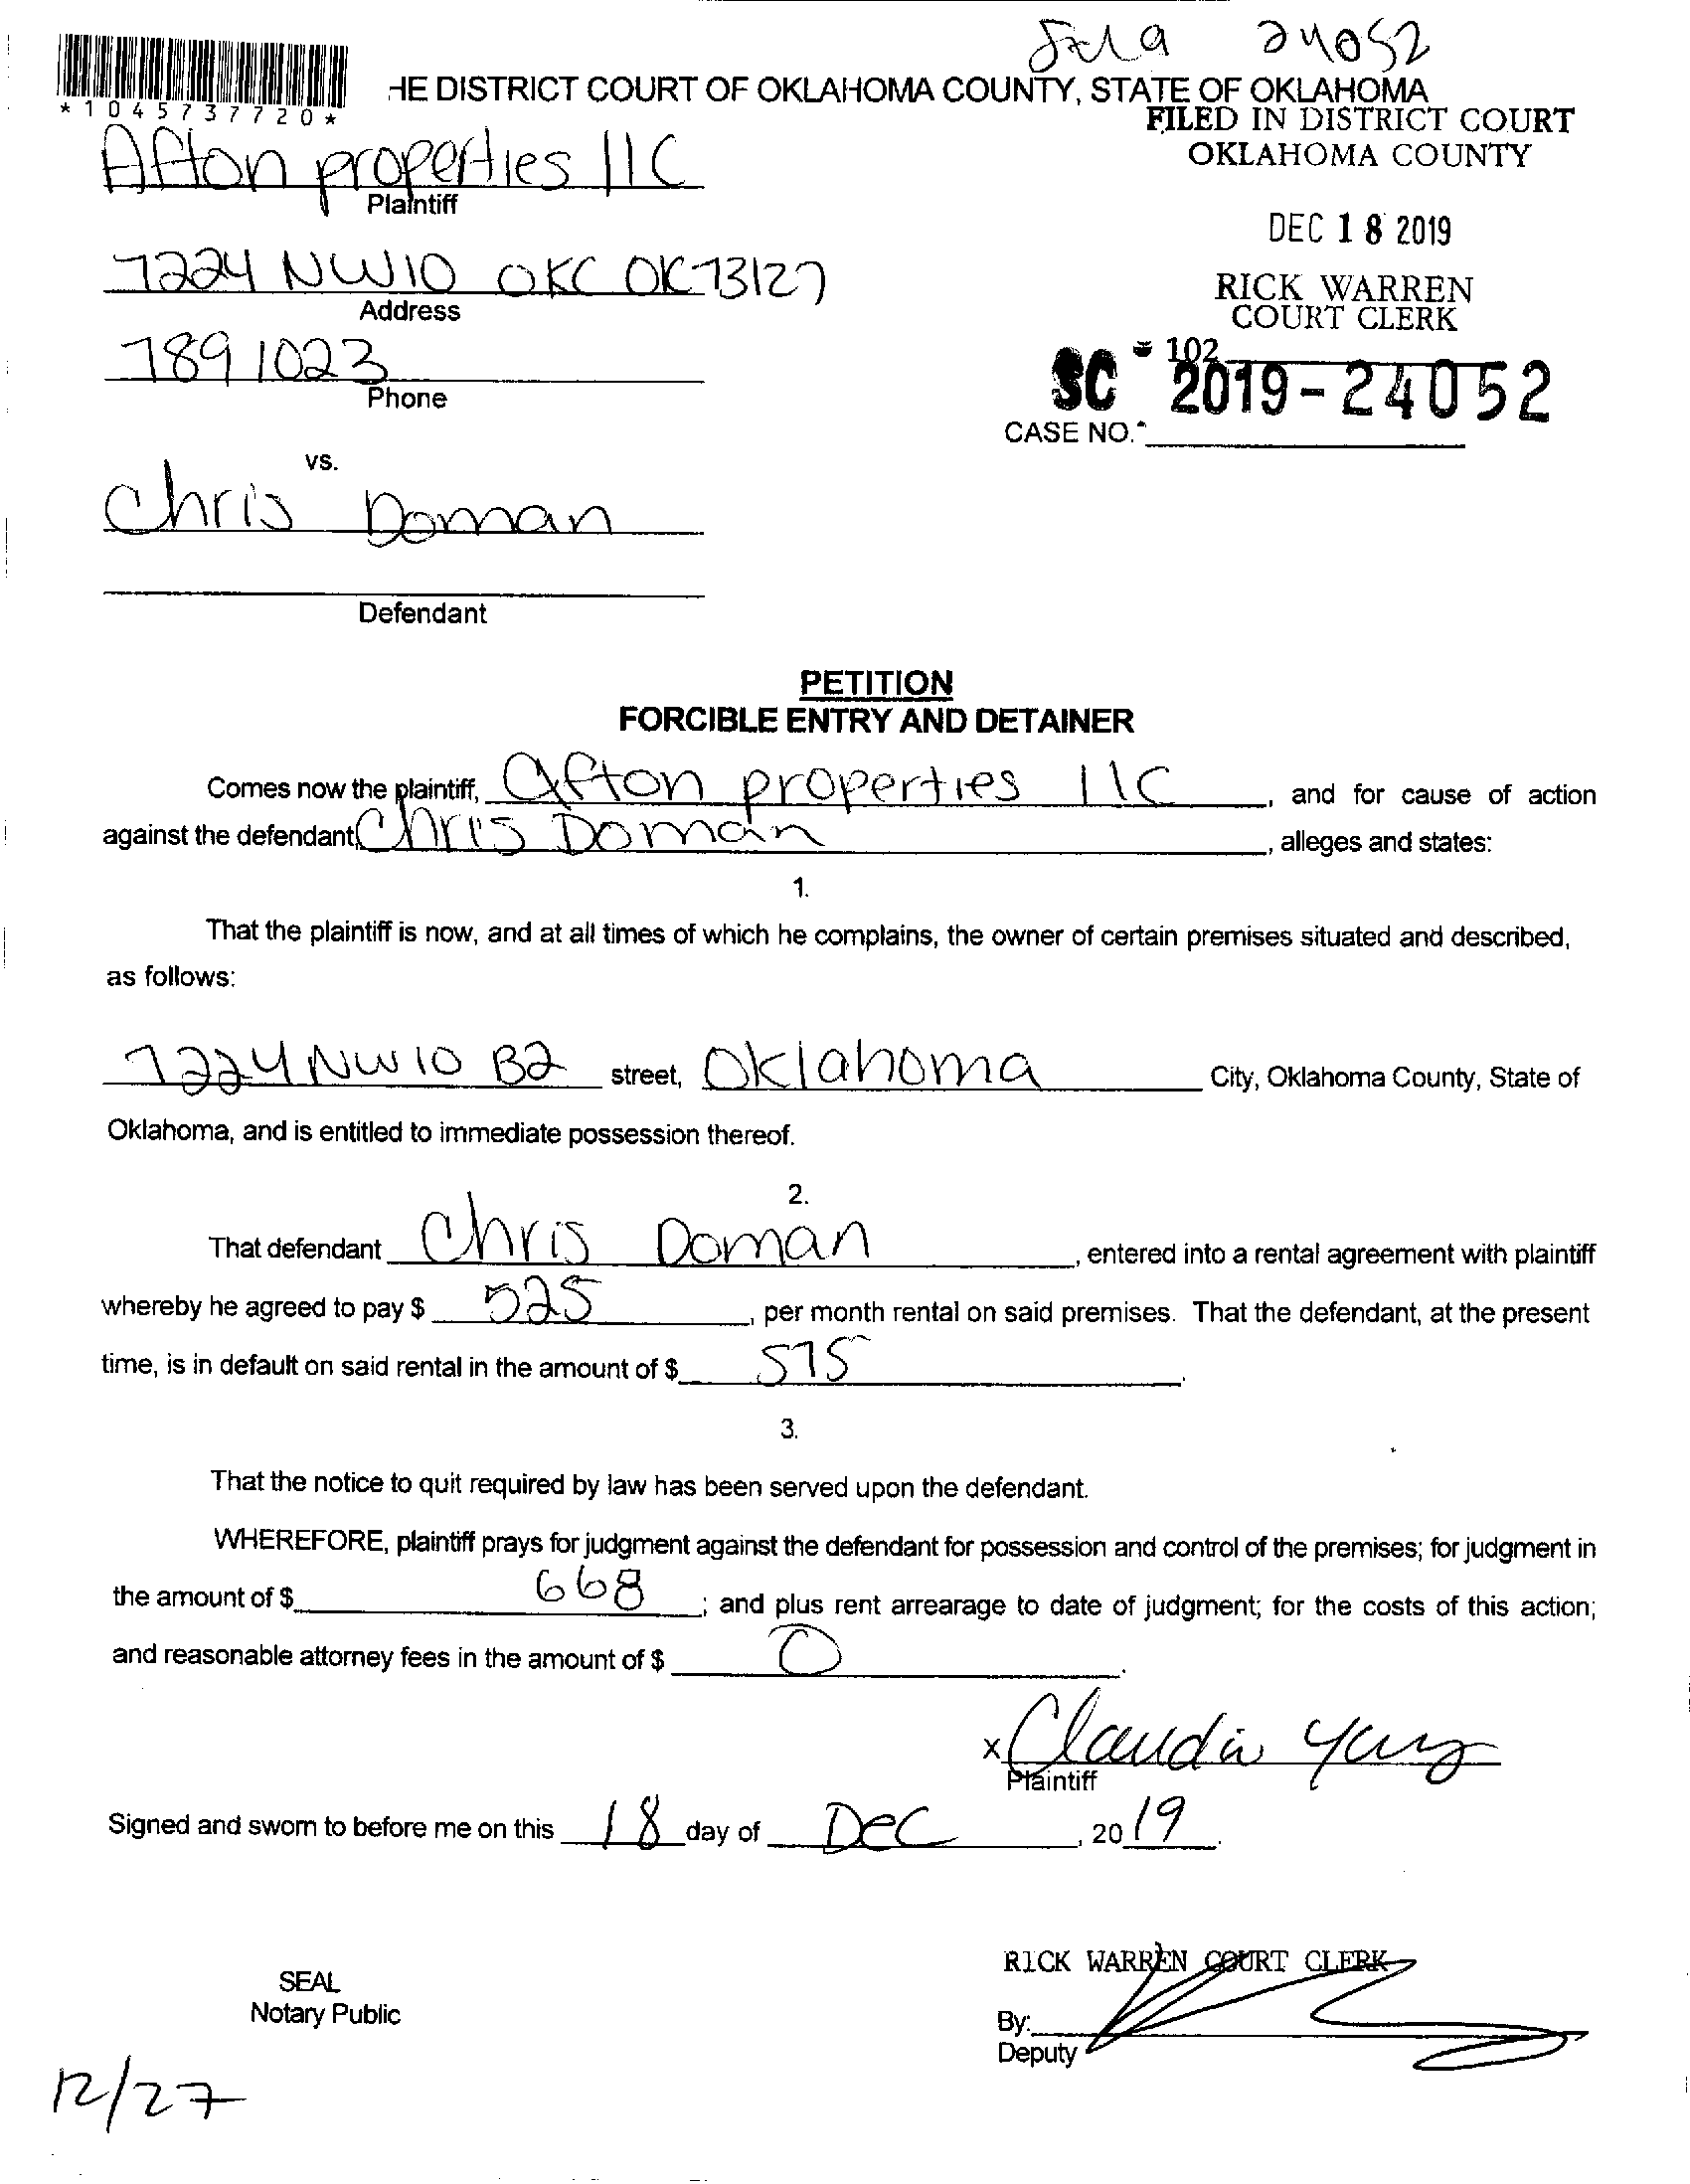 24052
HE DISTRICT COURT OF OKLAHOMA COUNTY, STATE OF OKLAHOMA
*1045737720*
FILED IN DISTRICT COURT
OKLAHOMA COUNTY
Afton properties llc
Plaintiff
DEC 18 2019
7224 NW10 OKC OK 73127
Address
RICK WARREN
COURT CLERK
789 1023
Phone
102
SC 2019-24052
CASE NO.
vs.
Chris Doman
Defendant
PETITION
FORCIBLE ENTRY AND DETAINER
Comes now the plaintiff, Afton properties llC, and for cause of action
against the defendant, Chris Doman, alleges and states:
1.
That the plaintiff is now, and at all times of which he complains, the owner of certain premises situated and described,
as follows:
7224 NW 10 B2 street, Oklahoma City, Oklahoma County, State of
Oklahoma, and is entitled to immediate possession thereof.
2.
That defendant Chris Doman, entered into a rental agreement with plaintiff
whereby he agreed to pay $ 525, per month rental on said premises. That the defendant, at the present
time, is in default on said rental in the amount of $ 575.
3.
That the notice to quit required by law has been served upon the defendant.
WHEREFORE, plaintiff prays for judgment against the defendant for possession and control of the premises; for judgment in
the amount of $ 668; and plus rent arrearage to date of judgment; for the costs of this action;
and reasonable attorney fees in the amount of $ 0.
x Claudia
Plaintiff
Signed and sworn to before me on this 18 day of Dec, 20 19.
RICK WARREN COURT CLERK
SEAL
Notary Public
By:
Deputy
12/27